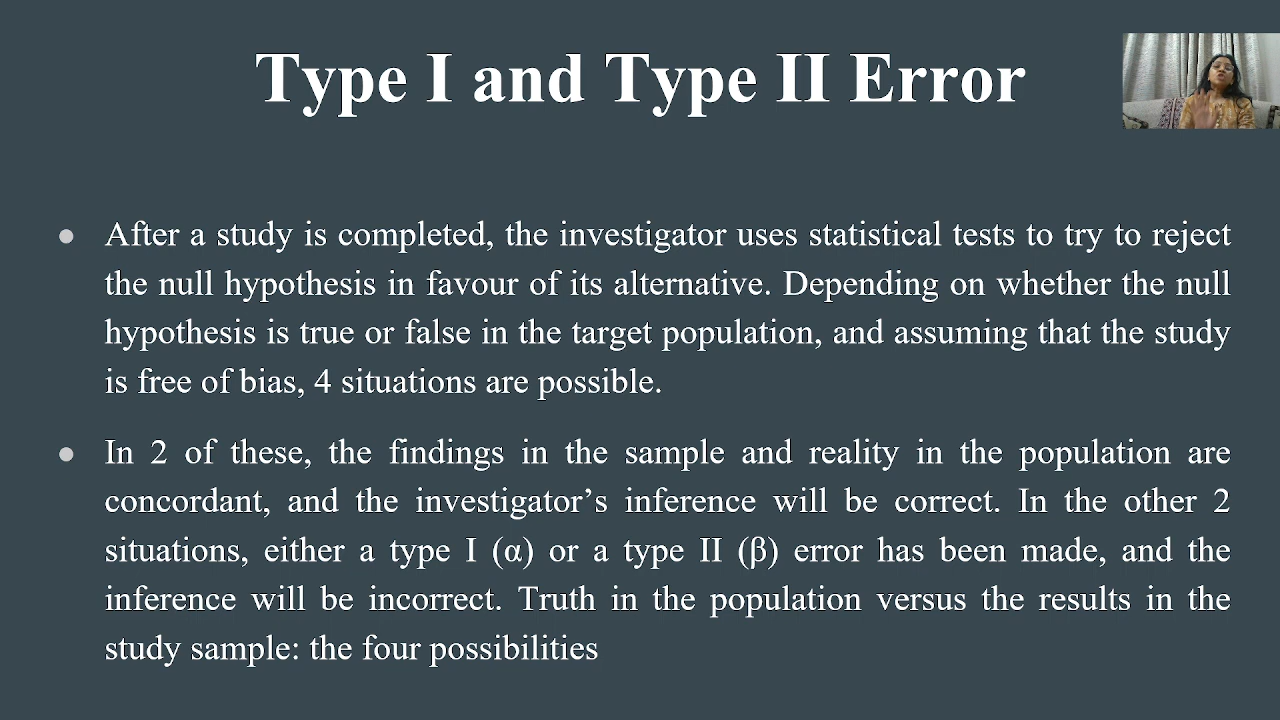 Type I and Type II Error
● After a study is completed, the investigator uses statistical tests to try to reject
the null hypothesis in favour of its alternative. Depending on whether the null
hypothesis is true or false in the target population, and assuming that the study
is free of bias, 4 situations are possible.
● In 2 of these, the findings in the sample and reality in the population are
concordant, and the investigator’s inference will be correct. In the other 2
situations, either a type I (α) or a type II (β) error has been made, and the
inference will be incorrect. Truth in the population versus the results in the
study sample: the four possibilities